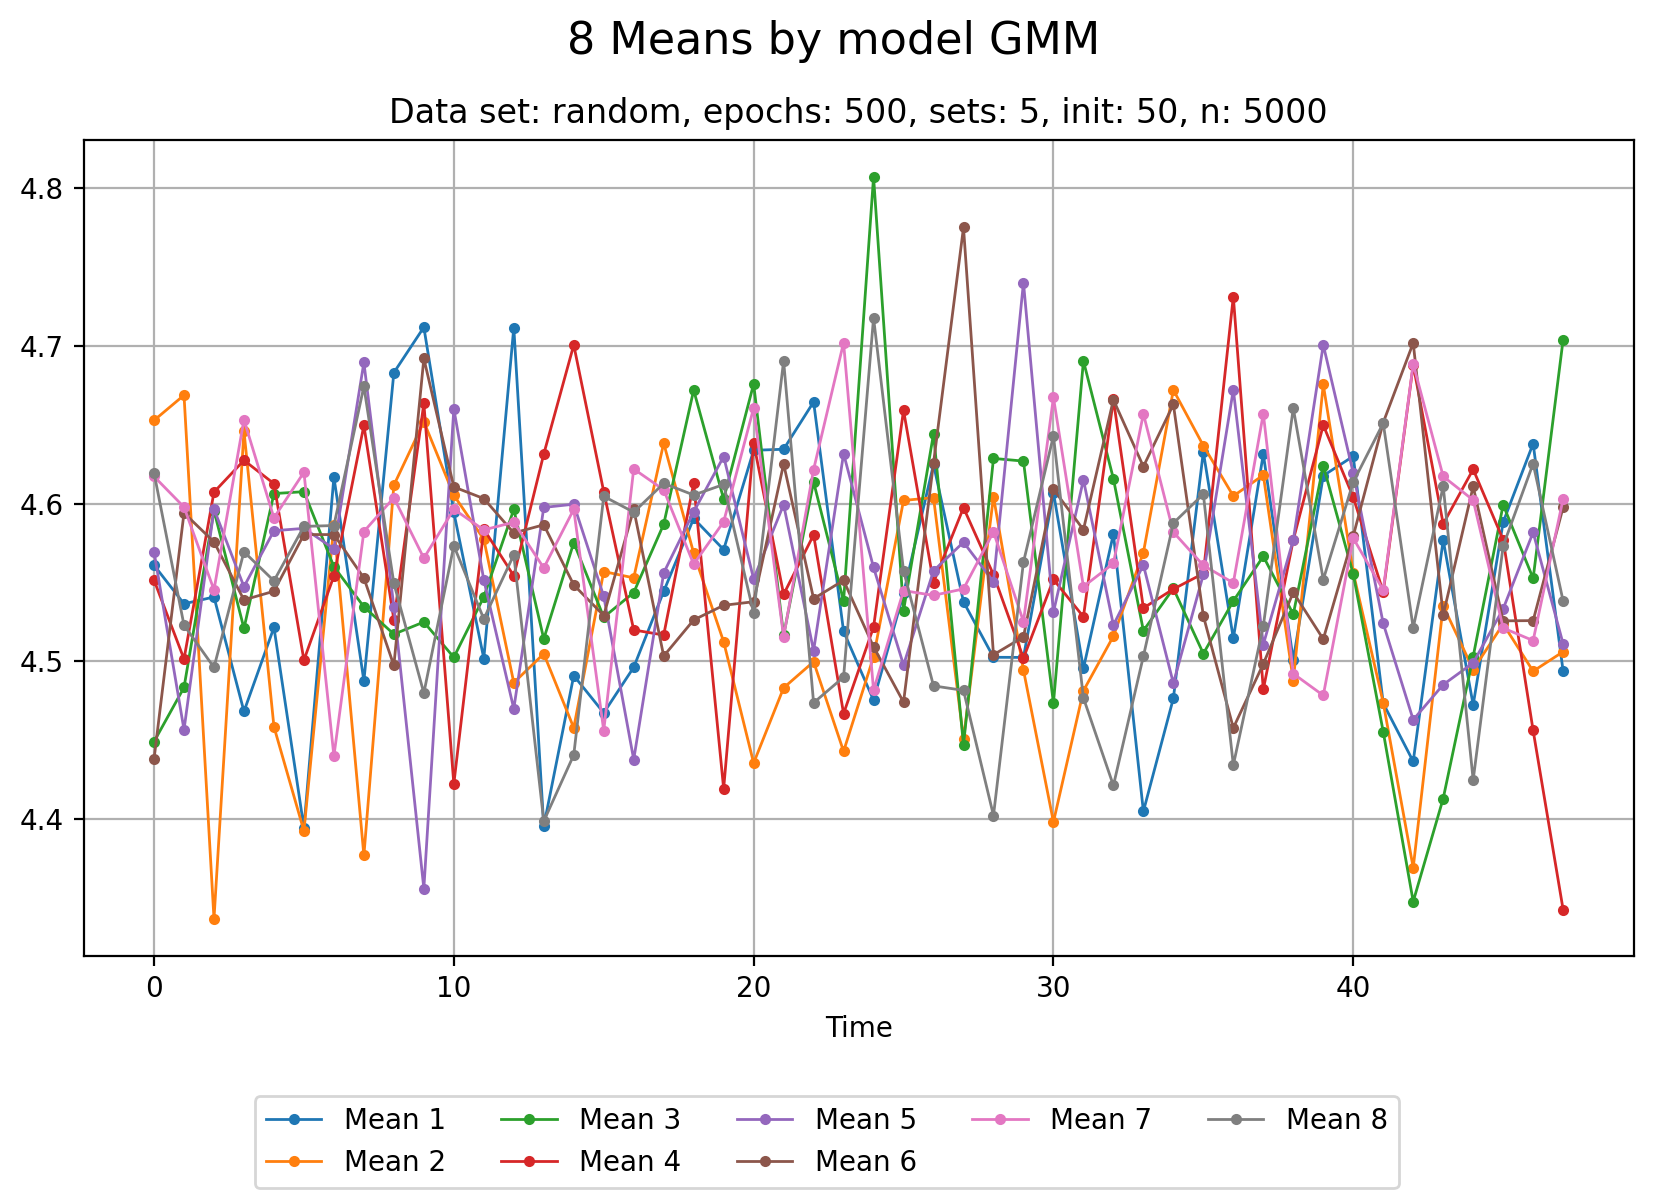 8 Means by model GMM
Data set: random, epochs: 500, sets: 5, init: 50, n: 5000
4.8
4.7
4.6
4.5
4.4
0 10 20 30 40
Time
Mean 1 Mean 3 Mean 5 Mean 7 Mean 8
Mean 2 Mean 4 Mean 6